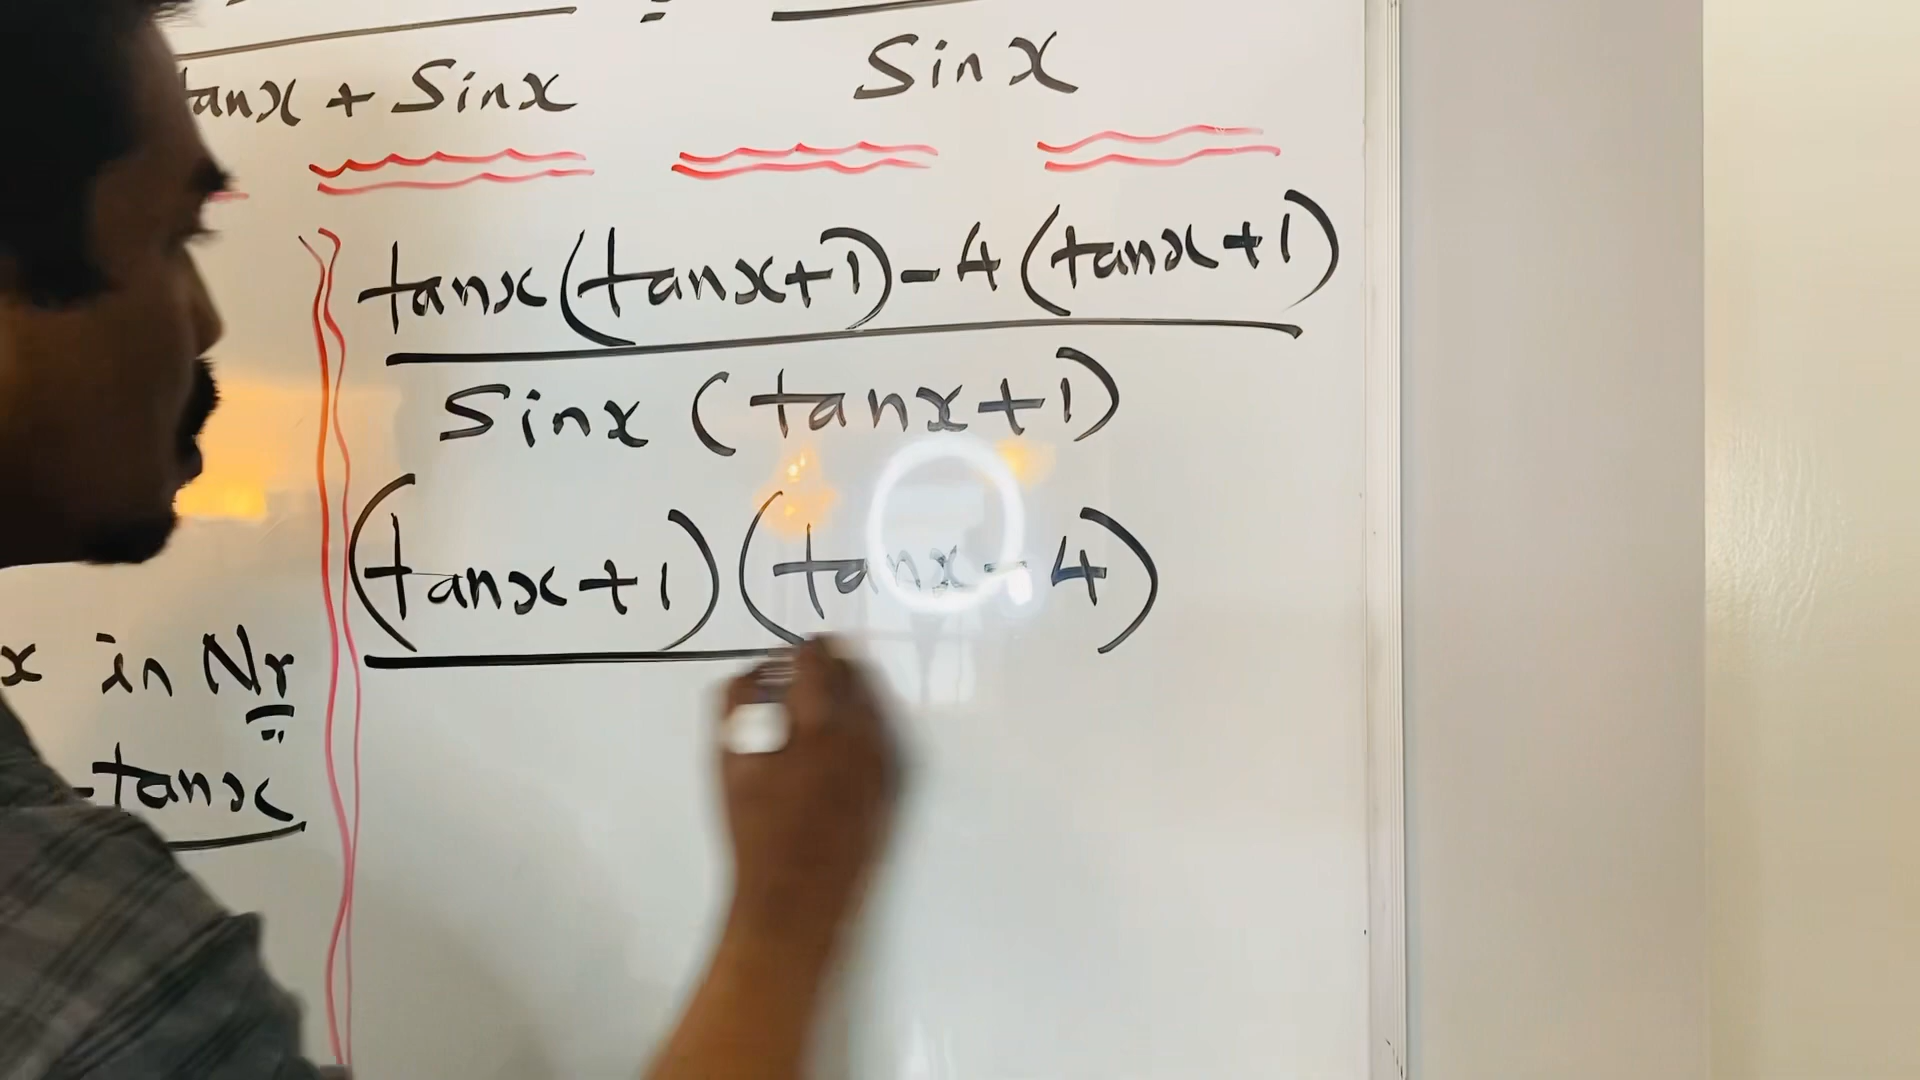 tanx + Sinx = Sinx
tanx(tanx+1)-4(tanx+1)
Sinx (tanx+1)
(tanx+1)(tanx-4)
x in Nr
-tanx